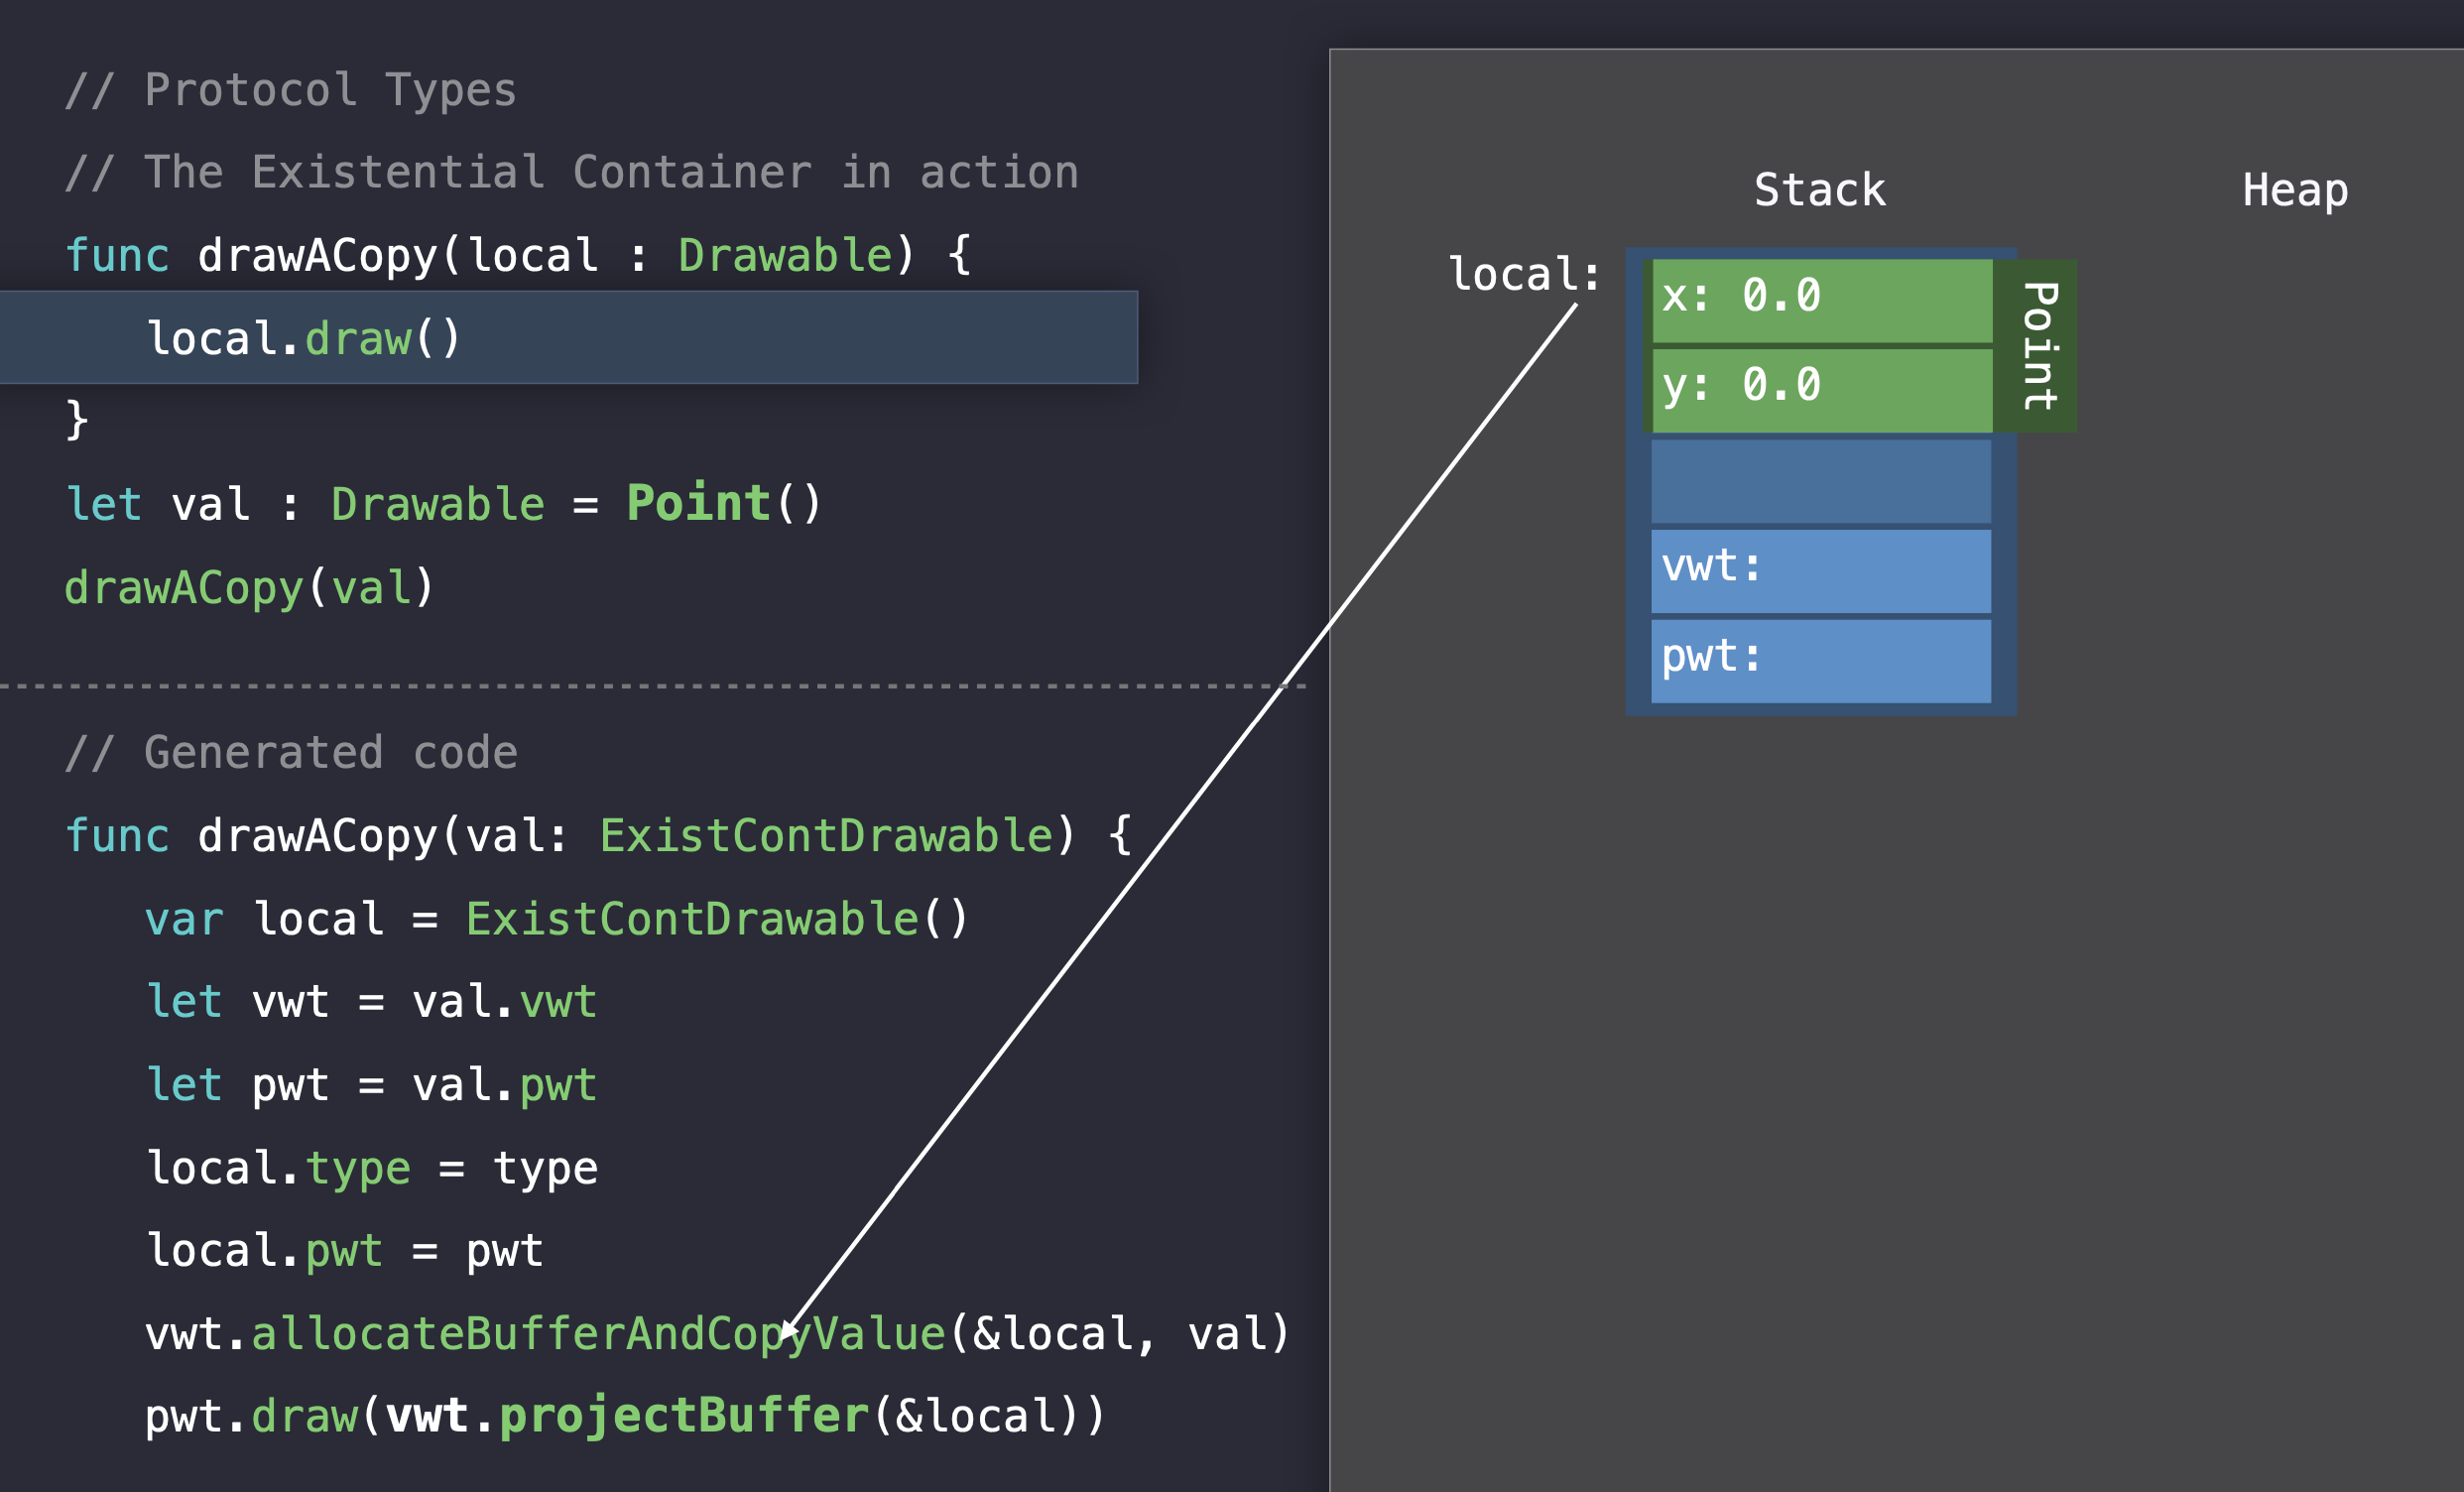 // Protocol Types
// The Existential Container in action
func drawACopy(local : Drawable) {
local.draw()
}
let val : Drawable = Point()
drawACopy(val)
// Generated code
func drawACopy(val: ExistContDrawable) {
var local = ExistContDrawable()
let vwt = val.vwt
let pwt = val.pwt
local.type = type
local.pwt = pwt
vwt.allocateBufferAndCopyValue(&local, val)
pwt.draw(vwt.projectBuffer(&local))
Stack
Heap
local:
x: 0.0
y: 0.0
Point
vwt:
pwt: